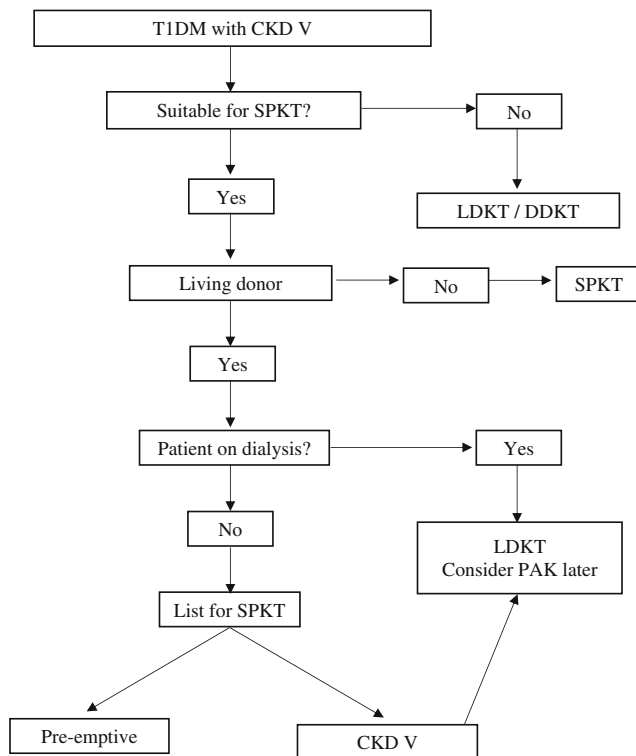 T1DM with CKD V
Suitable for SPKT?
No
Yes
LDKT / DDKT
Living donor
No
SPKT
Yes
Patient on dialysis?
Yes
No
LDKT
Consider PAK later
List for SPKT
Pre-emptive
CKD V